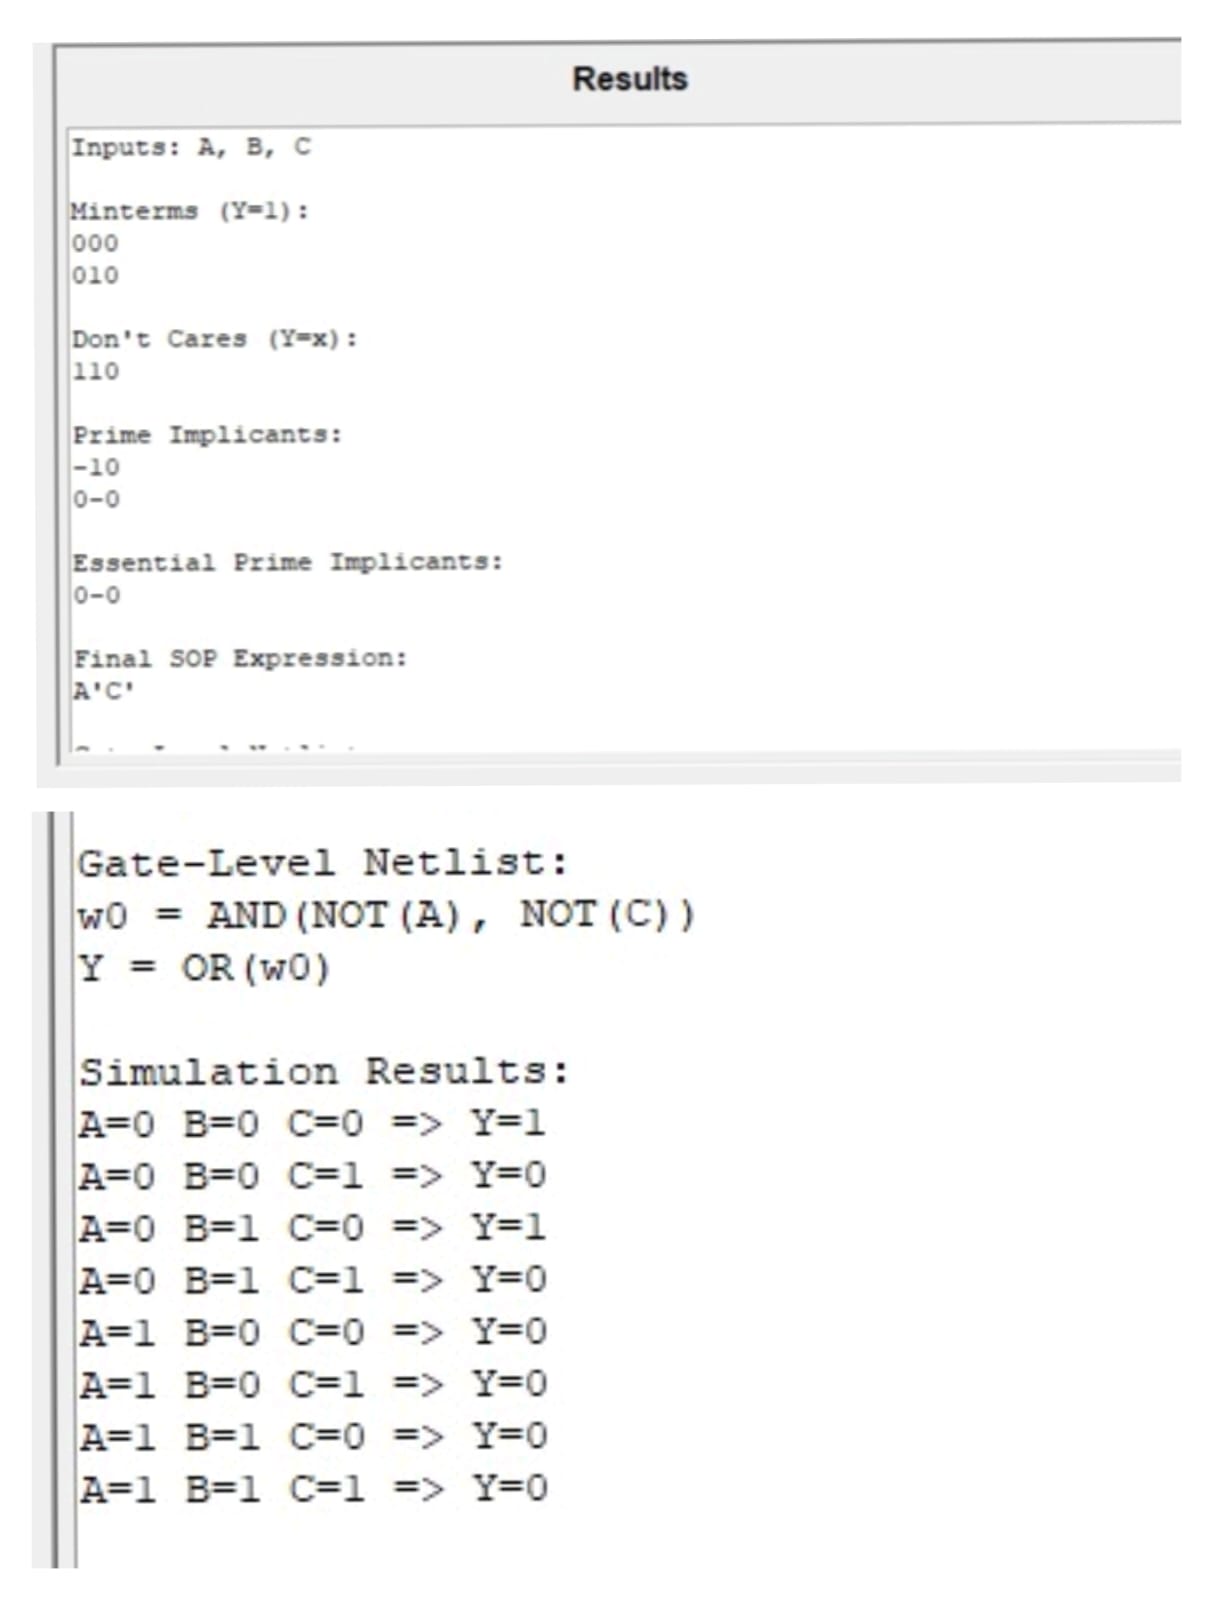 Results
Inputs: A, B, C
Minterms (Y=1):
000
010
Don't Cares (Y=x):
110
Prime Implicants:
-10
0-0
Essential Prime Implicants:
0-0
Final SOP Expression:
A'C'
Gate-Level Netlist:
w0 = AND(NOT(A), NOT(C))
Y = OR(w0)
Simulation Results:
A=0 B=0 C=0 => Y=1
A=0 B=0 C=1 => Y=0
A=0 B=1 C=0 => Y=1
A=0 B=1 C=1 => Y=0
A=1 B=0 C=0 => Y=0
A=1 B=0 C=1 => Y=0
A=1 B=1 C=0 => Y=0
A=1 B=1 C=1 => Y=0